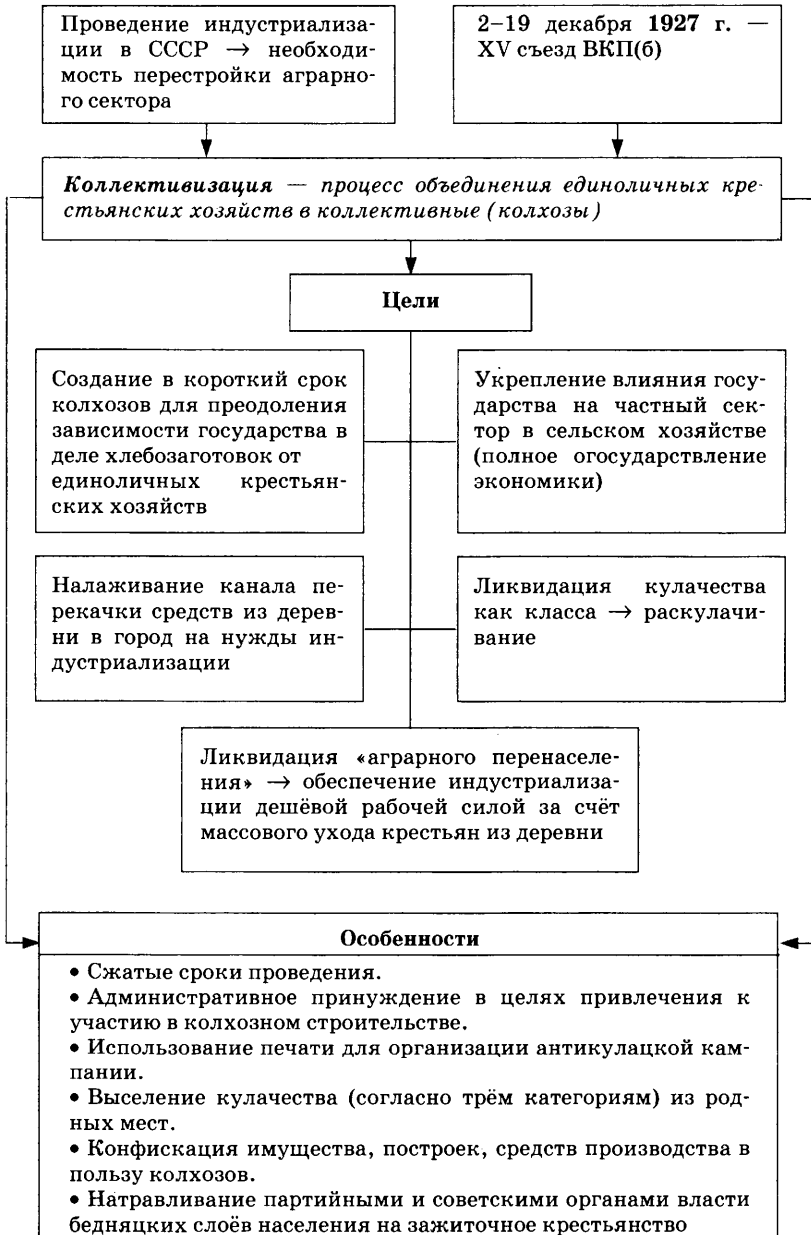 Проведение индустриализа-
ции в СССР → необходи-
мость перестройки аграрно-
го сектора
2–19 декабря 1927 г. —
XV съезд ВКП(б)
Коллективизация — процесс объединения единоличных кре-
стьянских хозяйств в коллективные (колхозы)
Цели
Создание в короткий срок
колхозов для преодоления
зависимости государства в
деле хлебозаготовок от
единоличных крестьян-
ских хозяйств
Укрепление влияния госу-
дарства на частный сек-
тор в сельском хозяйстве
(полное огосударствление
экономики)
Налаживание канала пе-
рекачки средств из дерев-
ни в город на нужды ин-
дустриализации
Ликвидация кулачества
как класса → раскулачи-
вание
Ликвидация «аграрного перенаселе-
ния» → обеспечение индустриализа-
ции дешёвой рабочей силой за счёт
массового ухода крестьян из деревни
Особенности
• Сжатые сроки проведения.
• Административное принуждение в целях привлечения к
участию в колхозном строительстве.
• Использование печати для организации антикулацкой кам-
пании.
• Выселение кулачества (согласно трём категориям) из род-
ных мест.
• Конфискация имущества, построек, средств производства в
пользу колхозов.
• Натравливание партийными и советскими органами власти
бедняцких слоёв населения на зажиточное крестьянство